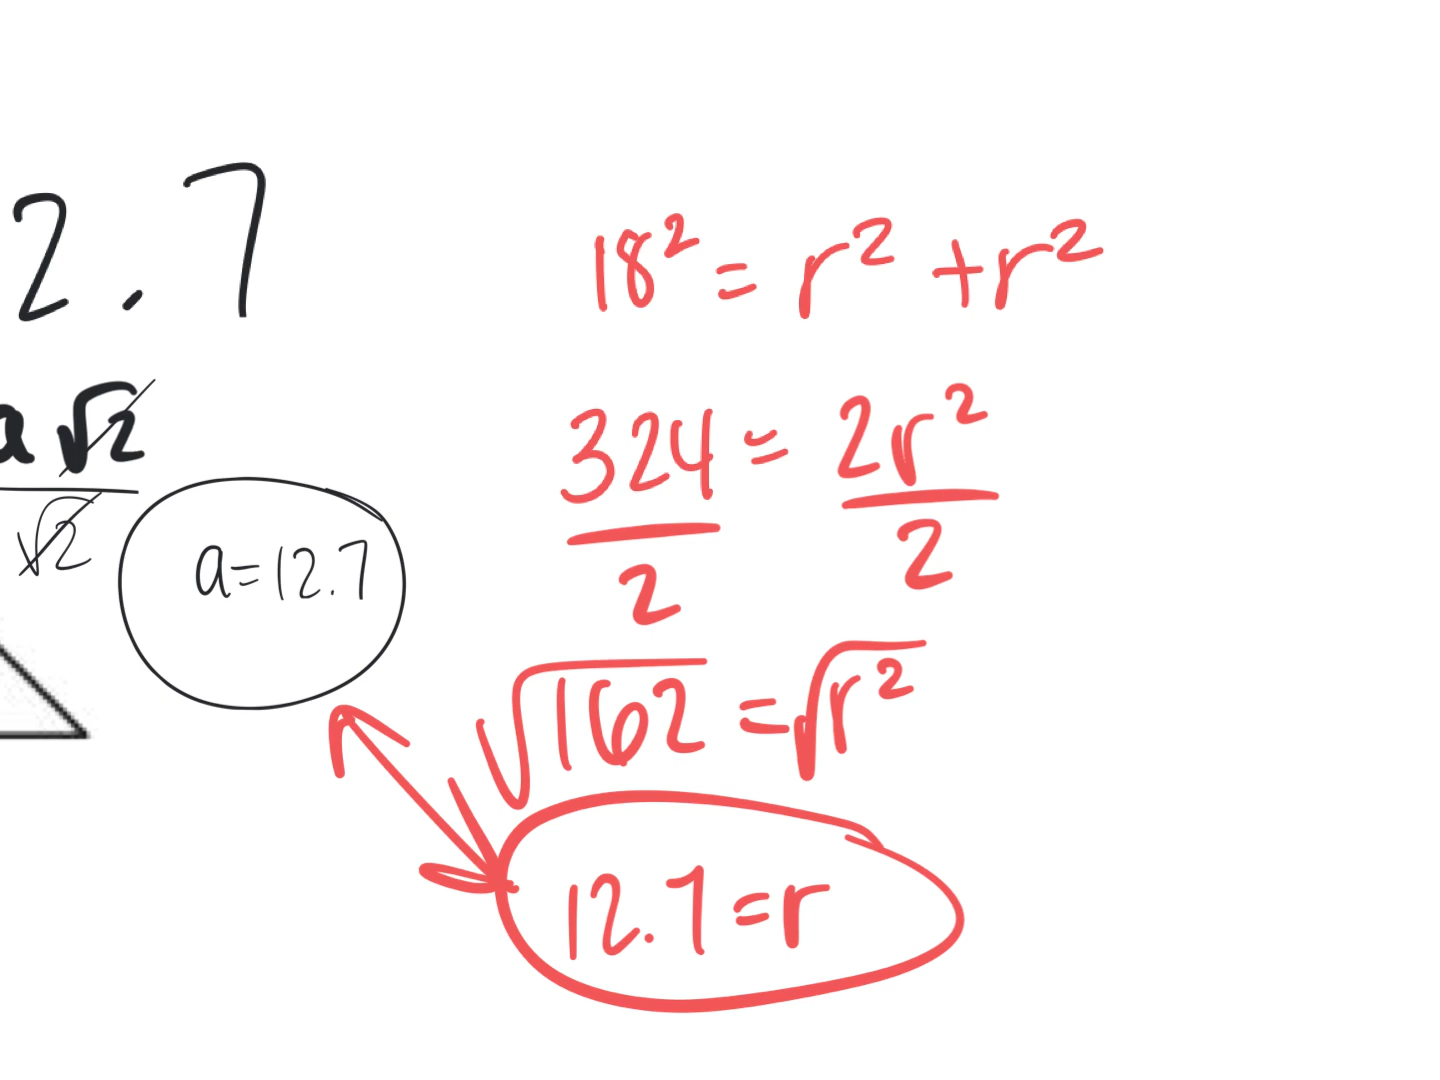 2.7
a√2
√2
a=12.7
18² = r² + r²
324 = 2r²
2 2
√162 = √r²
12.7 = r